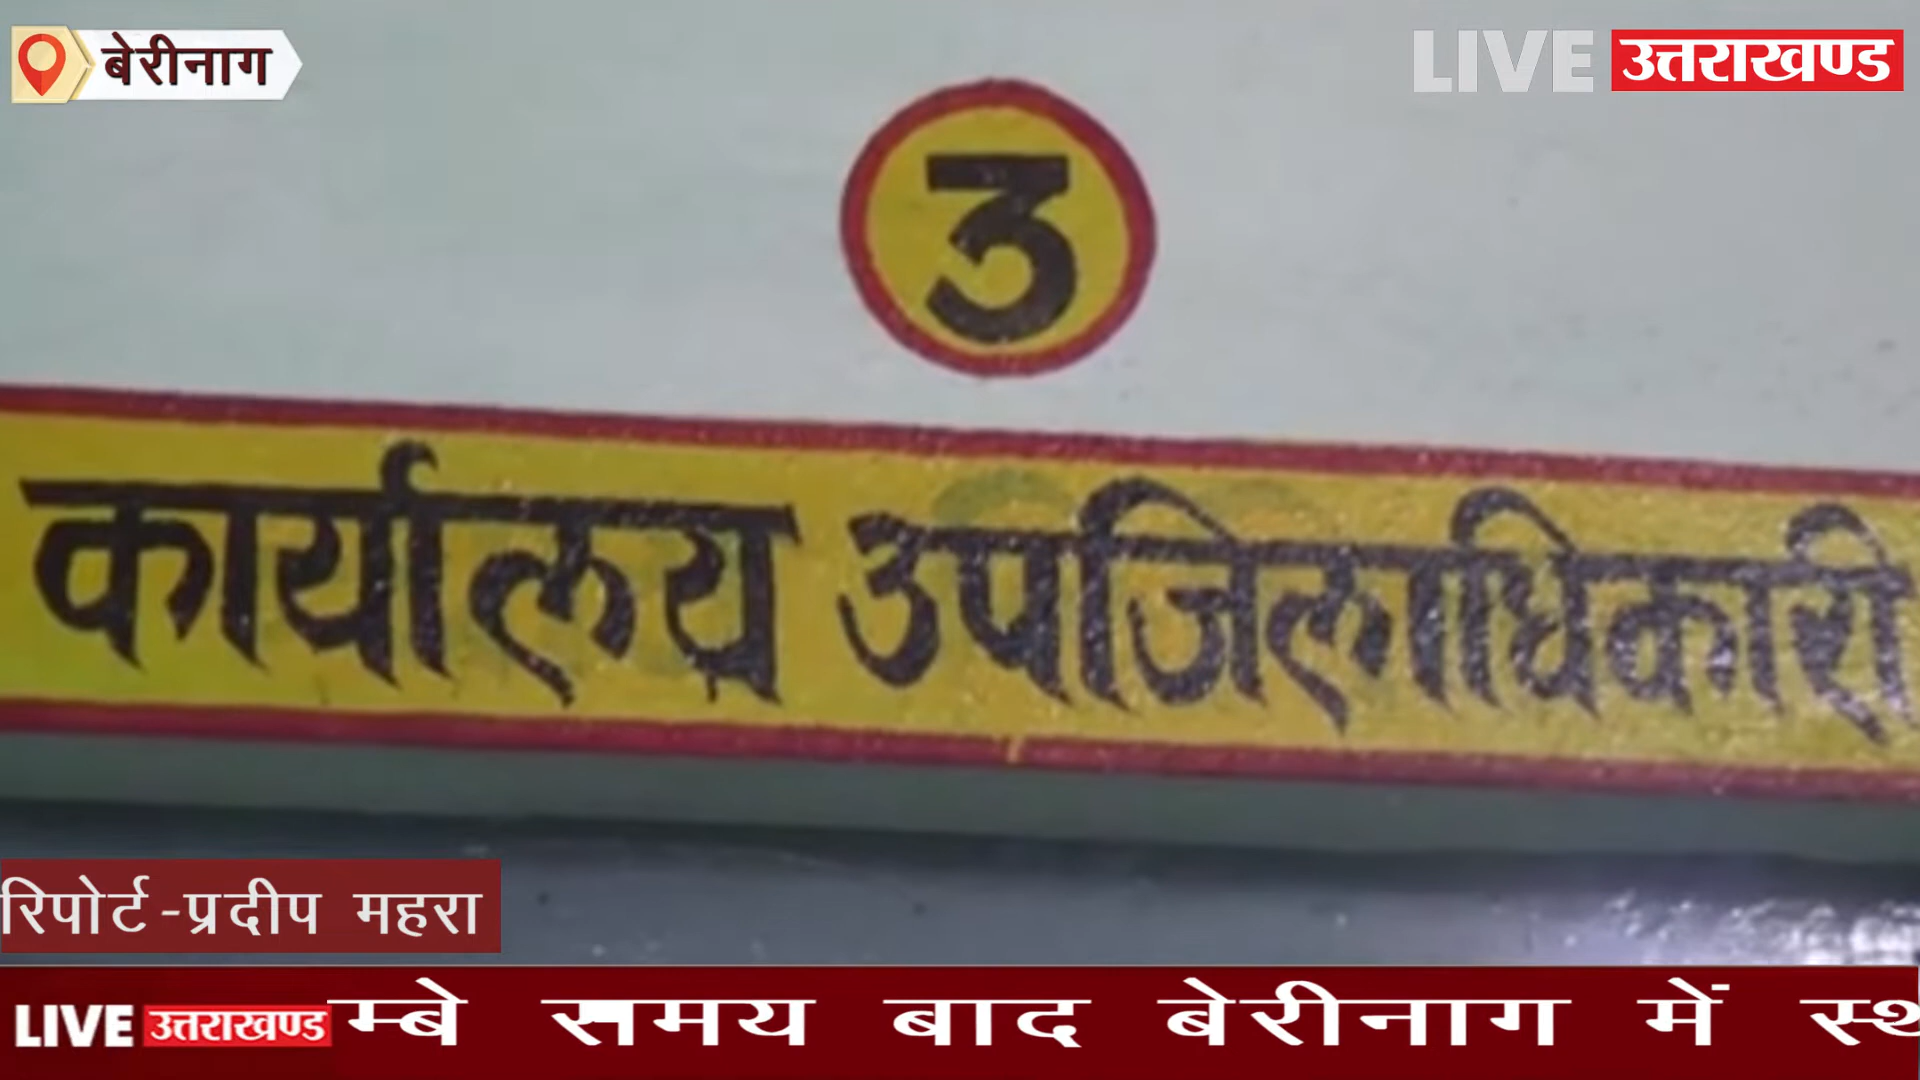 बेरीनाग
LIVE उत्तराखण्ड
3
कार्यालय उपजिलाधिकारी
रिपोर्ट-प्रदीप महरा
LIVE उत्तराखण्ड म्बे समय बाद बेरीनाग में स्थ